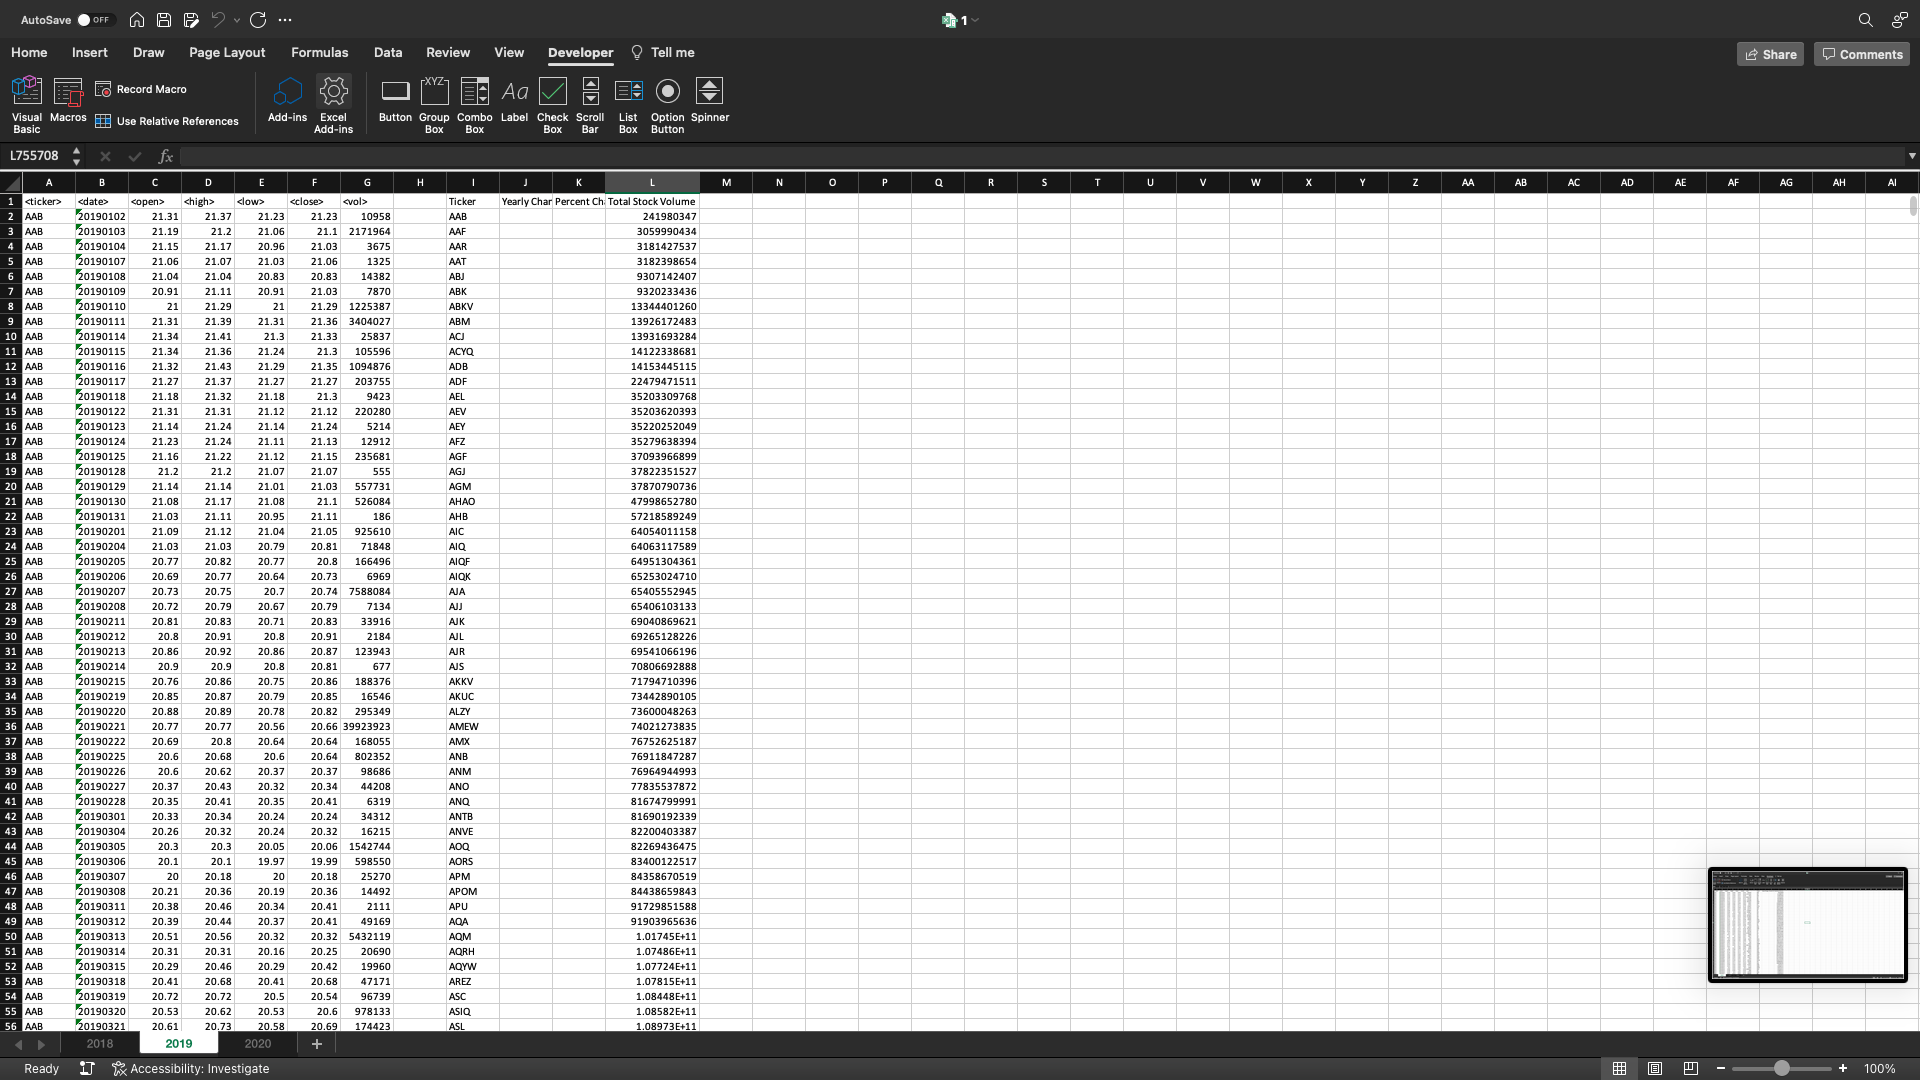 AutoSave OFF 1
Home Insert Draw Page Layout Formulas Data Review View Developer Tell me Share Comments
Visual Basic Macros Record Macro Use Relative References Add-ins Excel Add-ins Button Group Box Combo Box Label Check Box Scroll Bar List Box Option Button Spinner
L755708 fx
A B C D E F G H I J K L M N O P Q R S T U V W X Y Z AA AB AC AD AE AF AG AH AI
1 <ticker> <date> <open> <high> <low> <close> <vol> Ticker Yearly Char Percent Ch Total Stock Volume
2 AAB 20190102 21.31 21.37 21.23 21.23 10958 AAB 241980347
3 AAB 20190103 21.19 21.2 21.06 21.1 2171964 AAF 3059990434
4 AAB 20190104 21.15 21.17 20.96 21.03 3675 AAR 3181427537
5 AAB 20190107 21.06 21.07 21.03 21.06 1325 AAT 3182398654
6 AAB 20190108 21.04 21.04 20.83 20.83 14382 ABJ 9307142407
7 AAB 20190109 20.91 21.11 20.91 21.03 7870 ABK 9320233436
8 AAB 20190110 21 21.29 21 21.29 1225387 ABKV 13344401260
9 AAB 20190111 21.31 21.39 21.31 21.36 3404027 ABM 13926172483
10 AAB 20190114 21.34 21.41 21.3 21.33 25837 ACJ 13931693284
11 AAB 20190115 21.34 21.36 21.24 21.3 105596 ACYQ 14122338681
12 AAB 20190116 21.32 21.43 21.29 21.35 1094876 ADB 14153445115
13 AAB 20190117 21.27 21.37 21.27 21.27 203755 ADF 22479471511
14 AAB 20190118 21.18 21.32 21.18 21.3 9423 AEL 35203309768
15 AAB 20190122 21.31 21.31 21.12 21.12 220280 AEV 35203620393
16 AAB 20190123 21.14 21.24 21.14 21.24 5214 AEY 35220252049
17 AAB 20190124 21.23 21.24 21.11 21.13 12912 AFZ 35279638394
18 AAB 20190125 21.16 21.22 21.12 21.15 235681 AGF 37093966899
19 AAB 20190128 21.2 21.2 21.07 21.07 555 AGJ 37822351527
20 AAB 20190129 21.14 21.14 21.01 21.03 557731 AGM 37870790736
21 AAB 20190130 21.08 21.17 21.08 21.1 526084 AHAO 47998652780
22 AAB 20190131 21.03 21.11 20.95 21.11 186 AHB 57218589249
23 AAB 20190201 21.09 21.12 21.04 21.05 925610 AIC 64054011158
24 AAB 20190204 21.03 21.03 20.79 20.81 71848 AIQ 64063117589
25 AAB 20190205 20.77 20.82 20.77 20.8 166496 AIQF 64951304361
26 AAB 20190206 20.69 20.77 20.64 20.73 6969 AIQK 65253024710
27 AAB 20190207 20.73 20.75 20.7 20.74 7588084 AJA 65405552945
28 AAB 20190208 20.72 20.79 20.67 20.79 7134 AJJ 65406103133
29 AAB 20190211 20.81 20.83 20.71 20.83 33916 AJK 69040869621
30 AAB 20190212 20.8 20.91 20.8 20.91 2184 AJL 69265128226
31 AAB 20190213 20.86 20.92 20.86 20.87 123943 AJR 69541066196
32 AAB 20190214 20.9 20.9 20.8 20.81 677 AJS 70806692888
33 AAB 20190215 20.76 20.86 20.75 20.86 188376 AKKV 71794710396
34 AAB 20190219 20.85 20.87 20.79 20.85 16546 AKUC 73442890105
35 AAB 20190220 20.88 20.89 20.78 20.82 295349 ALZY 73600048263
36 AAB 20190221 20.77 20.77 20.56 20.66 39923923 AMEW 74021273835
37 AAB 20190222 20.69 20.8 20.64 20.64 168055 AMX 76752625187
38 AAB 20190225 20.6 20.68 20.6 20.64 802352 ANB 76911847287
39 AAB 20190226 20.6 20.62 20.37 20.37 98686 ANM 76964944993
40 AAB 20190227 20.37 20.43 20.32 20.34 44208 ANO 77835537872
41 AAB 20190228 20.35 20.41 20.35 20.41 6319 ANQ 81674799991
42 AAB 20190301 20.33 20.34 20.24 20.24 34312 ANTB 81690192339
43 AAB 20190304 20.26 20.32 20.24 20.32 16215 ANVE 82200403387
44 AAB 20190305 20.3 20.3 20.05 20.06 1542744 AOQ 82269436475
45 AAB 20190306 20.1 20.1 19.97 19.99 598550 AORS 83400122517
46 AAB 20190307 20 20.18 20 20.18 25270 APM 84358670519
47 AAB 20190308 20.21 20.36 20.19 20.36 14492 APOM 84438659843
48 AAB 20190311 20.38 20.46 20.34 20.41 2111 APU 91729851588
49 AAB 20190312 20.39 20.44 20.37 20.41 49169 AQA 91903965636
50 AAB 20190313 20.51 20.56 20.32 20.32 5432119 AQM 1.01745E+11
51 AAB 20190314 20.31 20.31 20.16 20.25 20690 AQRH 1.07486E+11
52 AAB 20190315 20.29 20.46 20.29 20.42 19960 AQYW 1.07724E+11
53 AAB 20190318 20.41 20.68 20.41 20.68 47171 AREZ 1.07815E+11
54 AAB 20190319 20.72 20.72 20.5 20.54 96739 ASC 1.08448E+11
55 AAB 20190320 20.53 20.62 20.53 20.6 978133 ASIQ 1.08582E+11
56 AAB 20190321 20.61 20.73 20.58 20.69 174423 ASL 1.08973E+11
2018 2019 2020 +
Ready Accessibility: Investigate 100%